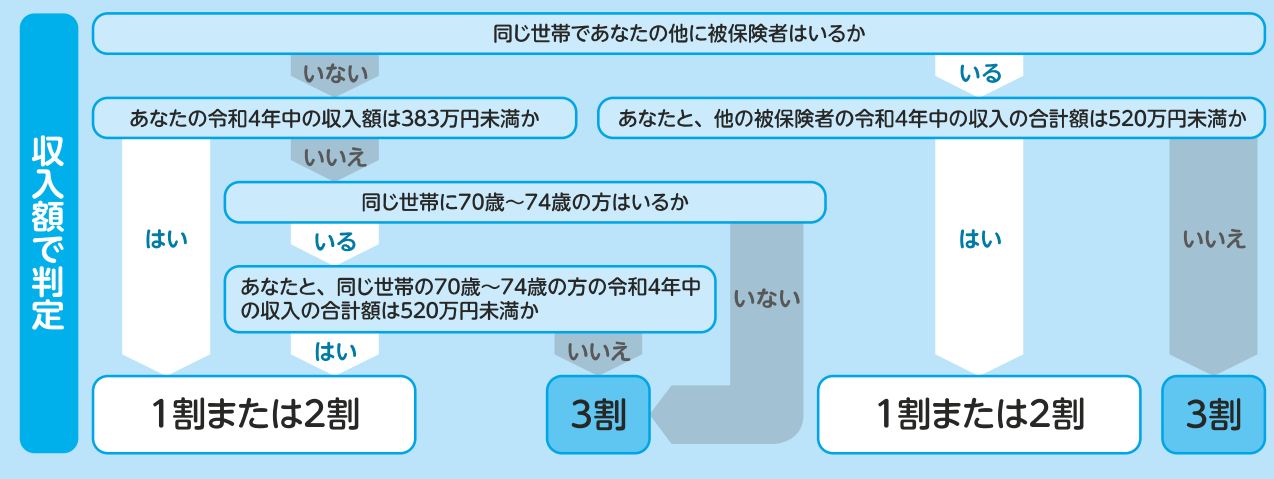 収入額で判定
同じ世帯であなたの他に被保険者はいるか
いない
いる
あなたの令和4年中の収入額は383万円未満か
あなたと、他の被保険者の令和4年中の収入の合計額は520万円未満か
いいえ
同じ世帯に70歳〜74歳の方はいるか
はい
いる
はい
いいえ
あなたと、同じ世帯の70歳〜74歳の方の令和4年中
の収入の合計額は520万円未満か
いない
はい
いいえ
1割または2割
3割
1割または2割
3割